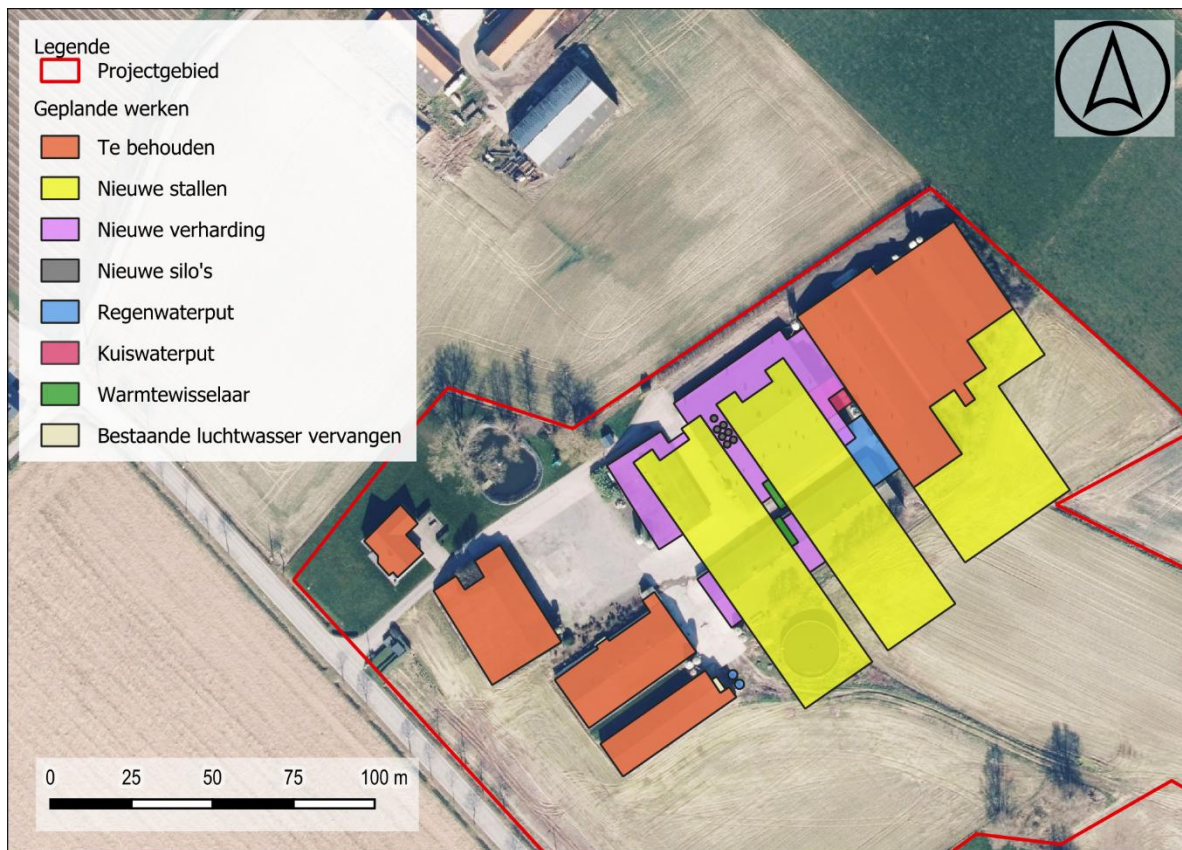 Legende
Projectgebied
Geplande werken
Te behouden
Nieuwe stallen
Nieuwe verharding
Nieuwe silo's
Regenwaterput
Kuiswaterput
Warmtewisselaar
Bestaande luchtwasser vervangen
0 25 50 75 100 m